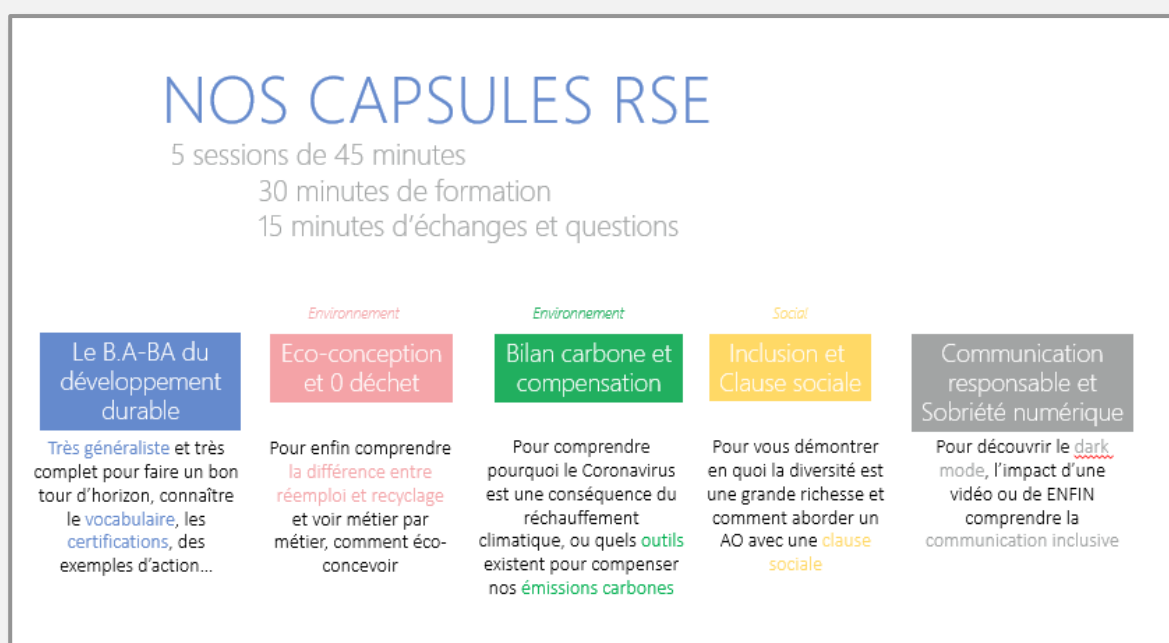 NOS CAPSULES RSE
5 sessions de 45 minutes
30 minutes de formation
15 minutes d'échanges et questions
Le B.A-BA du
développement
durable
Très généraliste et très
complet pour faire un bon
tour d'horizon, connaître
le vocabulaire, les
certifications, des
exemples d'action...
Environnement
Eco-conception
et 0 déchet
Pour enfin comprendre
la différence entre
réemploi et recyclage
et voir métier par
métier, comment éco-
concevoir
Environnement
Bilan carbone et
compensation
Pour comprendre
pourquoi le Coronavirus
est une conséquence du
réchauffement
climatique, ou quels outils
existent pour compenser
nos émissions carbones
Social
Inclusion et
Clause sociale
Pour vous démontrer
en quoi la diversité est
une grande richesse et
comment aborder un
AO avec une clause
sociale
Communication
responsable et
Sobriété numérique
Pour découvrir le dark
mode, l'impact d'une
vidéo ou de ENFIN
comprendre la
communication inclusive